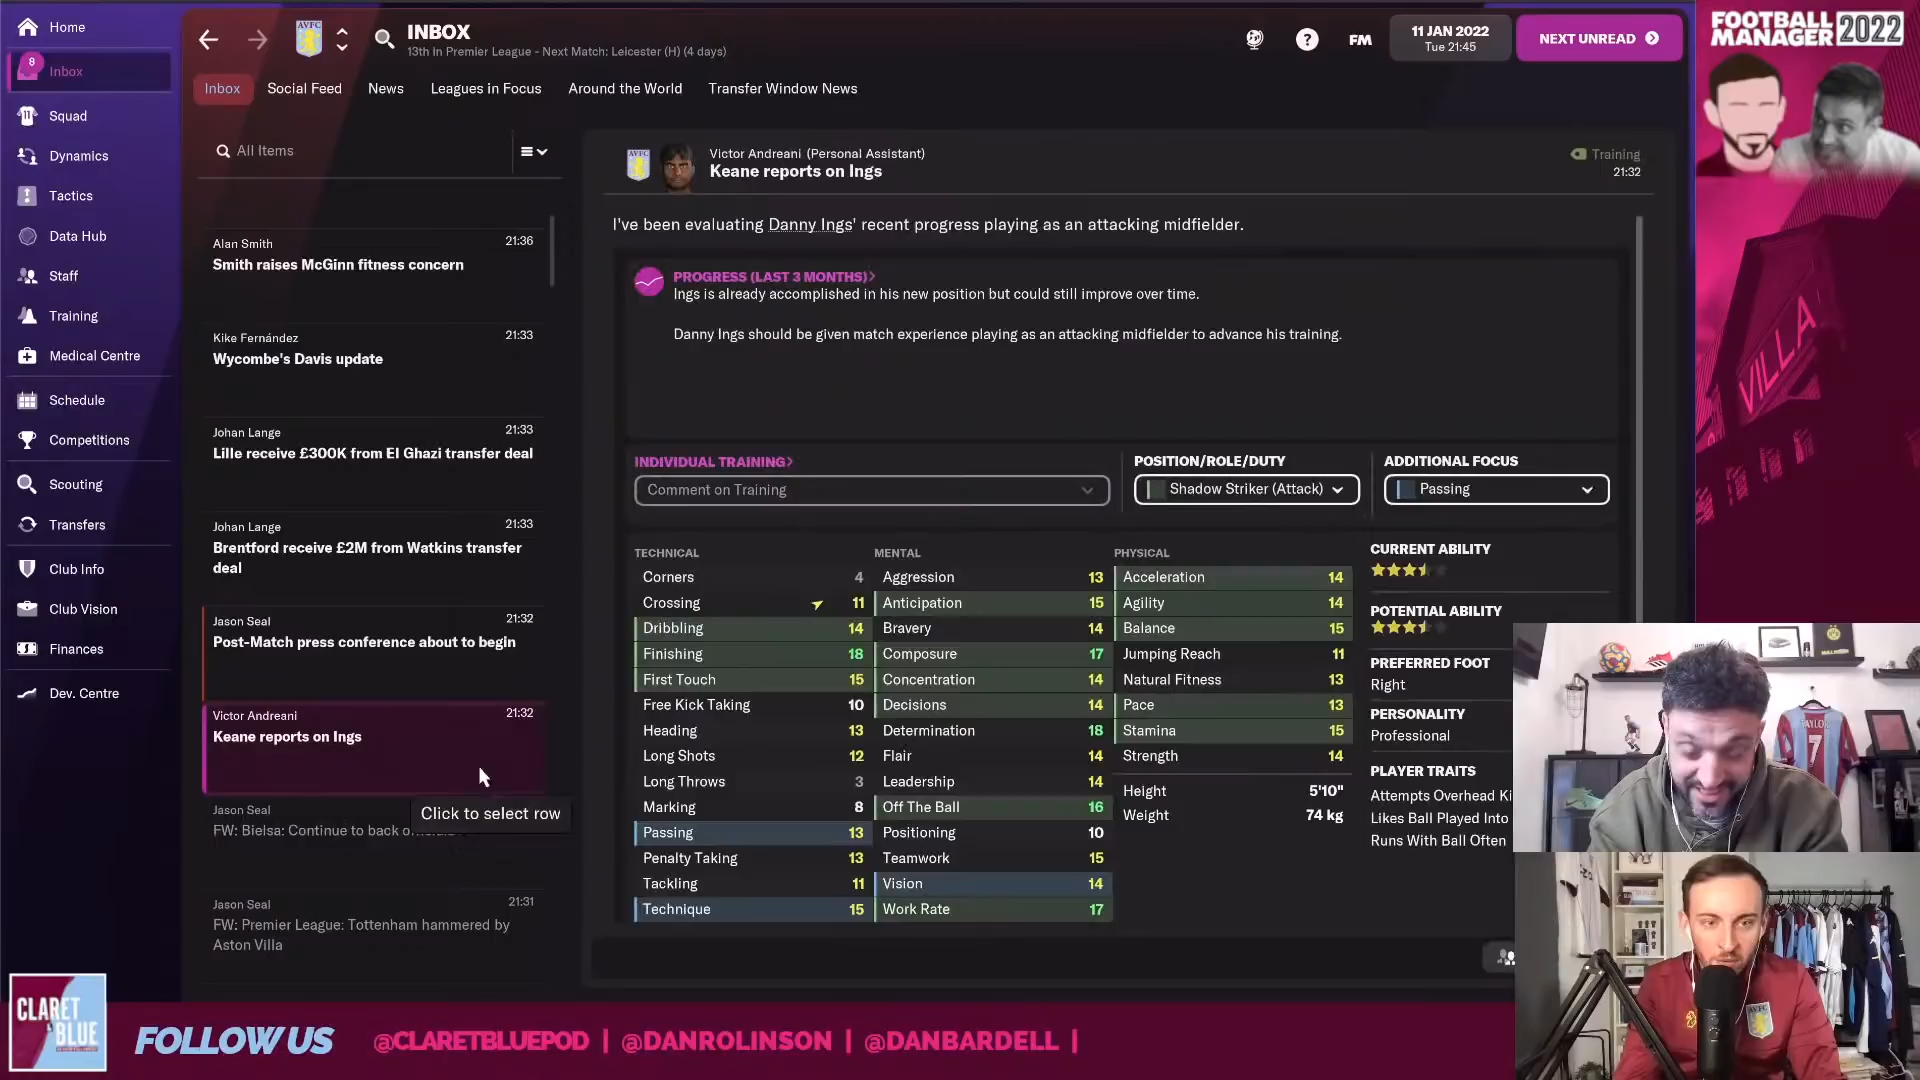 Home
8
Inbox
Squad
Dynamics
Tactics
Data Hub
Staff
Training
Medical Centre
Schedule
Competitions
Scouting
Transfers
Club Info
Club Vision
Finances
Dev. Centre
AVFC
INBOX
13th in Premier League - Next Match: Leicester (H) (4 days)
?
FM
11 JAN 2022
Tue 21:45
NEXT UNREAD
FOOTBALL
MANAGER 2022
Inbox
Social Feed
News
Leagues in Focus
Around the World
Transfer Window News
All Items
Alan Smith
21:36
Smith raises McGinn fitness concern
Kike Fernández
21:33
Wycombe's Davis update
Johan Lange
21:33
Lille receive £300K from El Ghazi transfer deal
Johan Lange
21:33
Brentford receive £2M from Watkins transfer
deal
Jason Seal
21:32
Post-Match press conference about to begin
Victor Andreani
21:32
Keane reports on Ings
Click to select row
Jason Seal
FW: Bielsa: Continue to back
Jason Seal
21:31
FW: Premier League: Tottenham hammered by
Aston Villa
AVFC
Victor Andreani (Personal Assistant)
Keane reports on Ings
Training
21:32
I've been evaluating Danny Ings' recent progress playing as an attacking midfielder.
PROGRESS (LAST 3 MONTHS)>
Ings is already accomplished in his new position but could still improve over time.
Danny Ings should be given match experience playing as an attacking midfielder to advance his training.
INDIVIDUAL TRAINING>
Comment on Training
POSITION/ROLE/DUTY
Shadow Striker (Attack)
ADDITIONAL FOCUS
Passing
TECHNICAL
Corners 4
Crossing 11
Dribbling 14
Finishing 18
First Touch 15
Free Kick Taking 10
Heading 13
Long Shots 12
Long Throws 3
Marking 8
Passing 13
Penalty Taking 13
Tackling 11
Technique 15
MENTAL
Aggression 13
Anticipation 15
Bravery 14
Composure 17
Concentration 14
Decisions 14
Determination 18
Flair 14
Leadership 14
Off The Ball 16
Positioning 10
Teamwork 15
Vision 14
Work Rate 17
PHYSICAL
Acceleration 14
Agility 14
Balance 15
Jumping Reach 11
Natural Fitness 13
Pace 13
Stamina 15
Strength 14
Height 5'10"
Weight 74 kg
CURRENT ABILITY
POTENTIAL ABILITY
PREFERRED FOOT
Right
PERSONALITY
Professional
PLAYER TRAITS
Attempts Overhead Ki
Likes Ball Played Into
Runs With Ball Often
VILLA
TAYLOR
7
CLARET
& BLUE
FOLLOW US
@CLARETBLUEPOD | @DANROLINSON | @DANBARDELL |